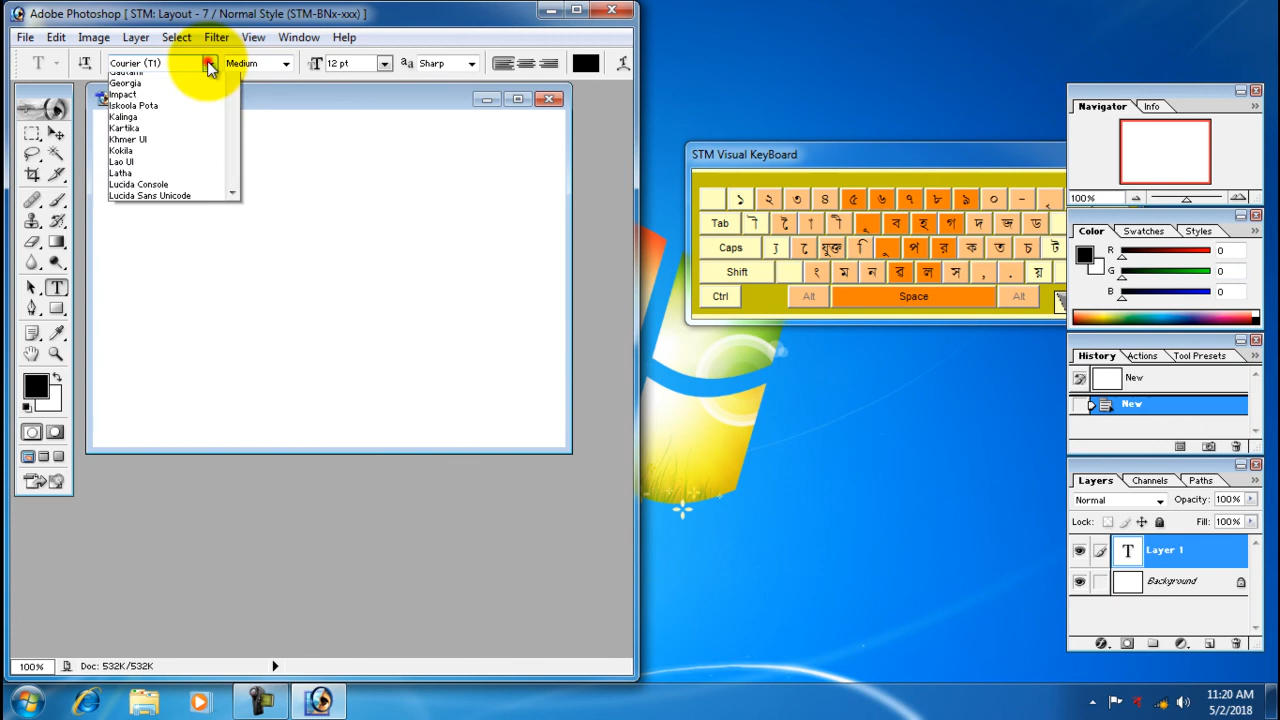 Adobe Photoshop [ STM: Layout - 7 / Normal Style (STM-BNx-xxx) ]
File Edit Image Layer Select Filter View Window Help
Courier (T1) Medium 12 pt Sharp
Gautami
Georgia
Impact
Iskoola Pota
Kalinga
Kartika
Khmer UI
Kokila
Lao UI
Latha
Lucida Console
Lucida Sans Unicode
STM Visual KeyBoard
১ ২ ৩ ৪ ৫ ৬ ৭ ৮ ৯ ০ -
Tab ব হ গ দ জ ড
Caps যুক্ত প র ক ত চ ট
Shift ং ম ন ল স , . য়
Ctrl Alt Space Alt
Navigator Info
100%
Color Swatches Styles
R 0
G 0
B 0
History Actions Tool Presets
New
New
Layers Channels Paths
Normal Opacity: 100%
Lock: Fill: 100%
T Layer 1
Background
100% Doc: 532K/532K
11:20 AM
5/2/2018